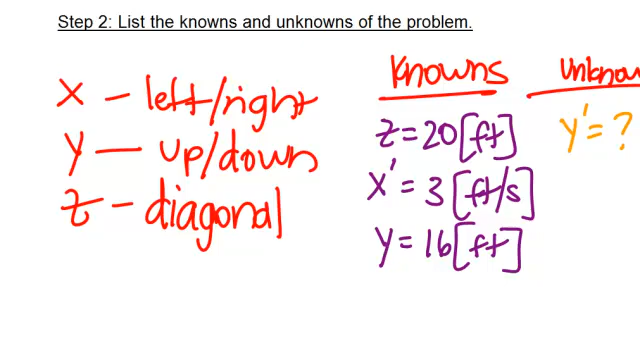 Step 2: List the knowns and unknowns of the problem.
x — left/right
y — up/down
z — diagonal
Knowns
z = 20 [ft]
x' = 3 [ft/s]
y = 16 [ft]
Unknow
y' = ?